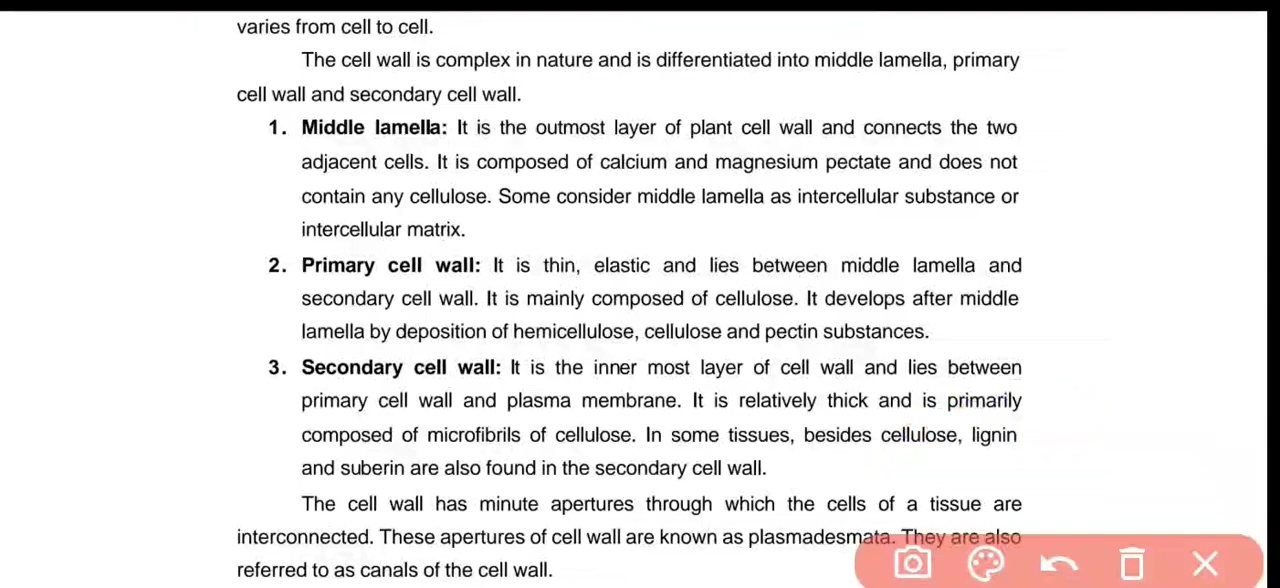 varies from cell to cell.
The cell wall is complex in nature and is differentiated into middle lamella, primary
cell wall and secondary cell wall.
1. Middle lamella: It is the outmost layer of plant cell wall and connects the two
adjacent cells. It is composed of calcium and magnesium pectate and does not
contain any cellulose. Some consider middle lamella as intercellular substance or
intercellular matrix.
2. Primary cell wall: It is thin, elastic and lies between middle lamella and
secondary cell wall. It is mainly composed of cellulose. It develops after middle
lamella by deposition of hemicellulose, cellulose and pectin substances.
3. Secondary cell wall: It is the inner most layer of cell wall and lies between
primary cell wall and plasma membrane. It is relatively thick and is primarily
composed of microfibrils of cellulose. In some tissues, besides cellulose, lignin
and suberin are also found in the secondary cell wall.
The cell wall has minute apertures through which the cells of a tissue are
interconnected. These apertures of cell wall are known as plasmadesmata. They are also
referred to as canals of the cell wall.